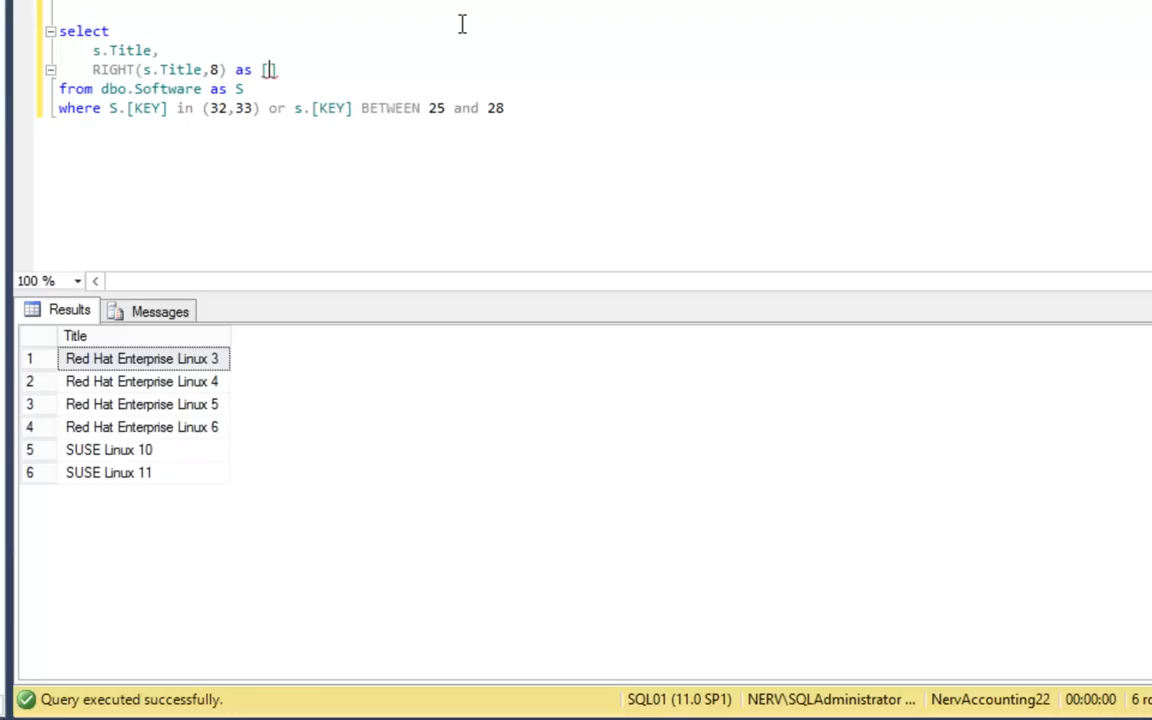 select
s.Title,
RIGHT(s.Title,8) as []
from dbo.Software as S
where S.[KEY] in (32,33) or s.[KEY] BETWEEN 25 and 28
100 %
Results Messages
Title
1 Red Hat Enterprise Linux 3
2 Red Hat Enterprise Linux 4
3 Red Hat Enterprise Linux 5
4 Red Hat Enterprise Linux 6
5 SUSE Linux 10
6 SUSE Linux 11
Query executed successfully. SQL01 (11.0 SP1) NERV\SQLAdministrator ... NervAccounting22 00:00:00 6 ro